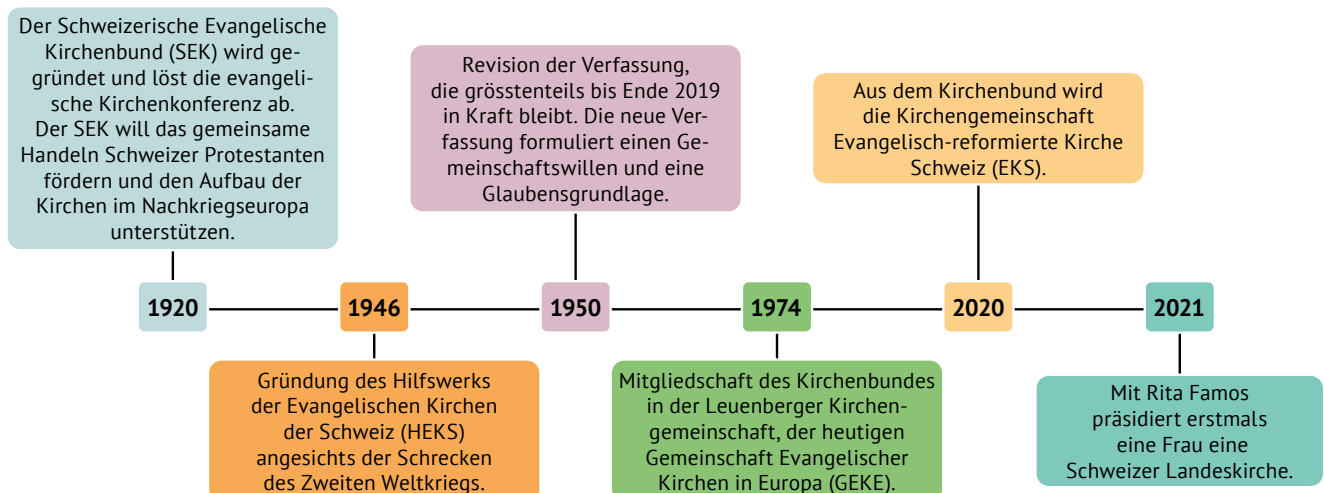 Der Schweizerische Evangelische
Kirchenbund (SEK) wird ge-
gründet und löst die evangeli-
sche Kirchenkonferenz ab.
Der SEK will das gemeinsame
Handeln Schweizer Protestanten
fördern und den Aufbau der
Kirchen im Nachkriegseuropa
unterstützen.
Revision der Verfassung,
die grösstenteils bis Ende 2019
in Kraft bleibt. Die neue Ver-
fassung formuliert einen Ge-
meinschaftswillen und eine
Glaubensgrundlage.
Aus dem Kirchenbund wird
die Kirchengemeinschaft
Evangelisch-reformierte Kirche
Schweiz (EKS).
1920
1946
1950
1974
2020
2021
Gründung des Hilfswerks
der Evangelischen Kirchen
der Schweiz (HEKS)
angesichts der Schrecken
des Zweiten Weltkriegs.
Mitgliedschaft des Kirchenbundes
in der Leuenberger Kirchen-
gemeinschaft, der heutigen
Gemeinschaft Evangelischer
Kirchen in Europa (GEKE).
Mit Rita Famos
präsidiert erstmals
eine Frau eine
Schweizer Landeskirche.